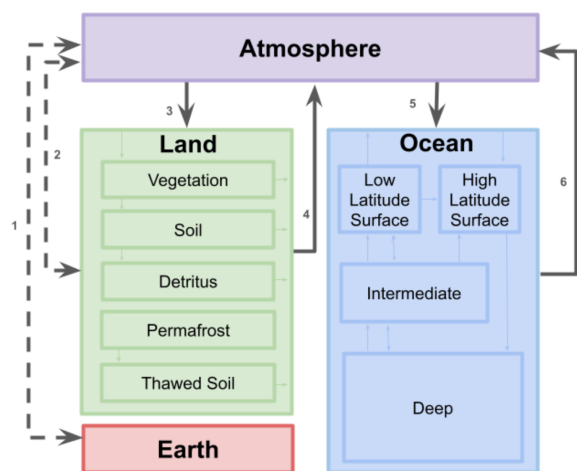 Atmosphere
3
5
2
Land
Ocean
Vegetation
Low
Latitude
Surface
High
Latitude
Surface
6
4
1
Soil
Detritus
Intermediate
Permafrost
Thawed Soil
Deep
Earth